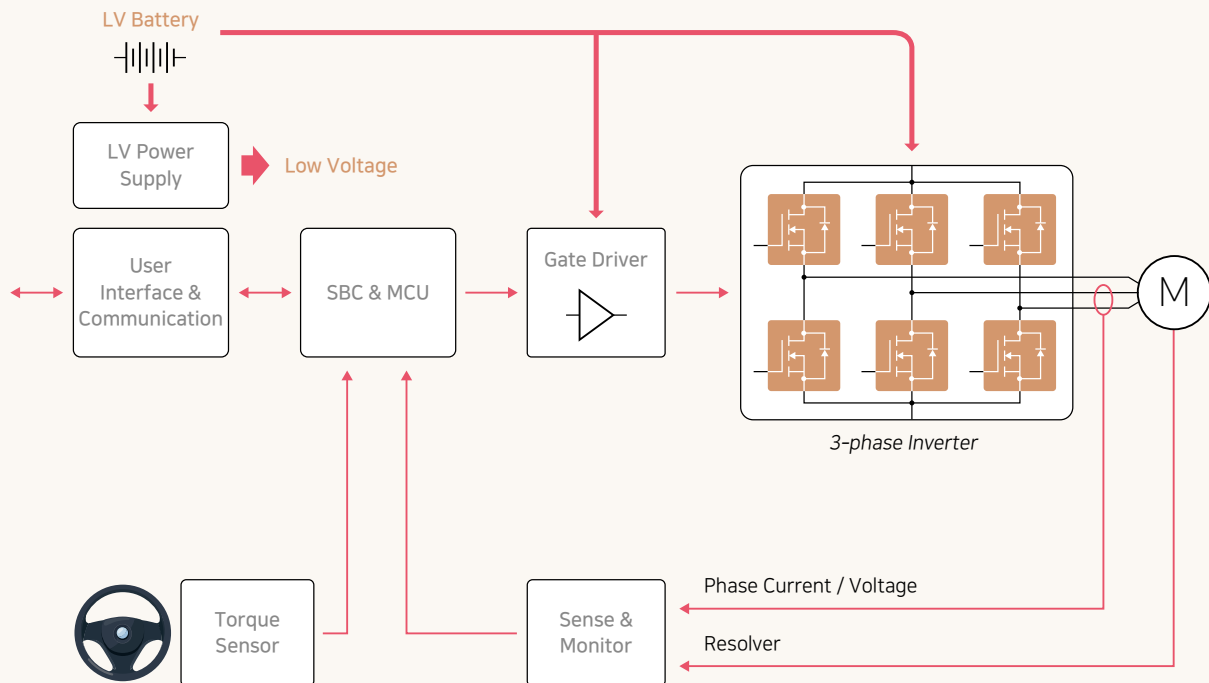 LV Battery
LV Power
Supply
Low Voltage
User
Interface &
Communication
SBC & MCU
Gate Driver
M
3-phase Inverter
Torque
Sensor
Sense &
Monitor
Phase Current / Voltage
Resolver